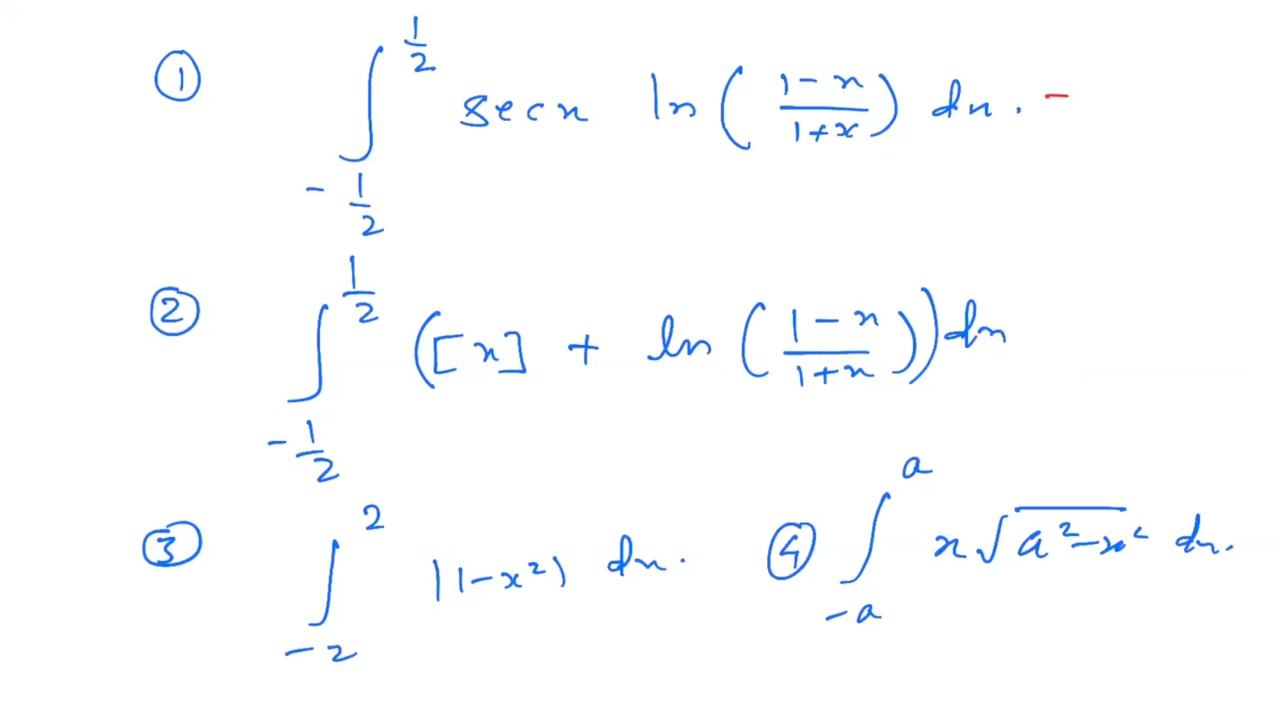 ① ∫_{-1/2}^{1/2} sec x ln((1-x)/(1+x)) dx. -
② ∫_{-1/2}^{1/2} ([x] + ln((1-x)/(1+x))) dx
③ ∫_{-2}^{2} |1-x²| dx. ④ ∫_{-a}^{a} x√(a²-x²) dx.